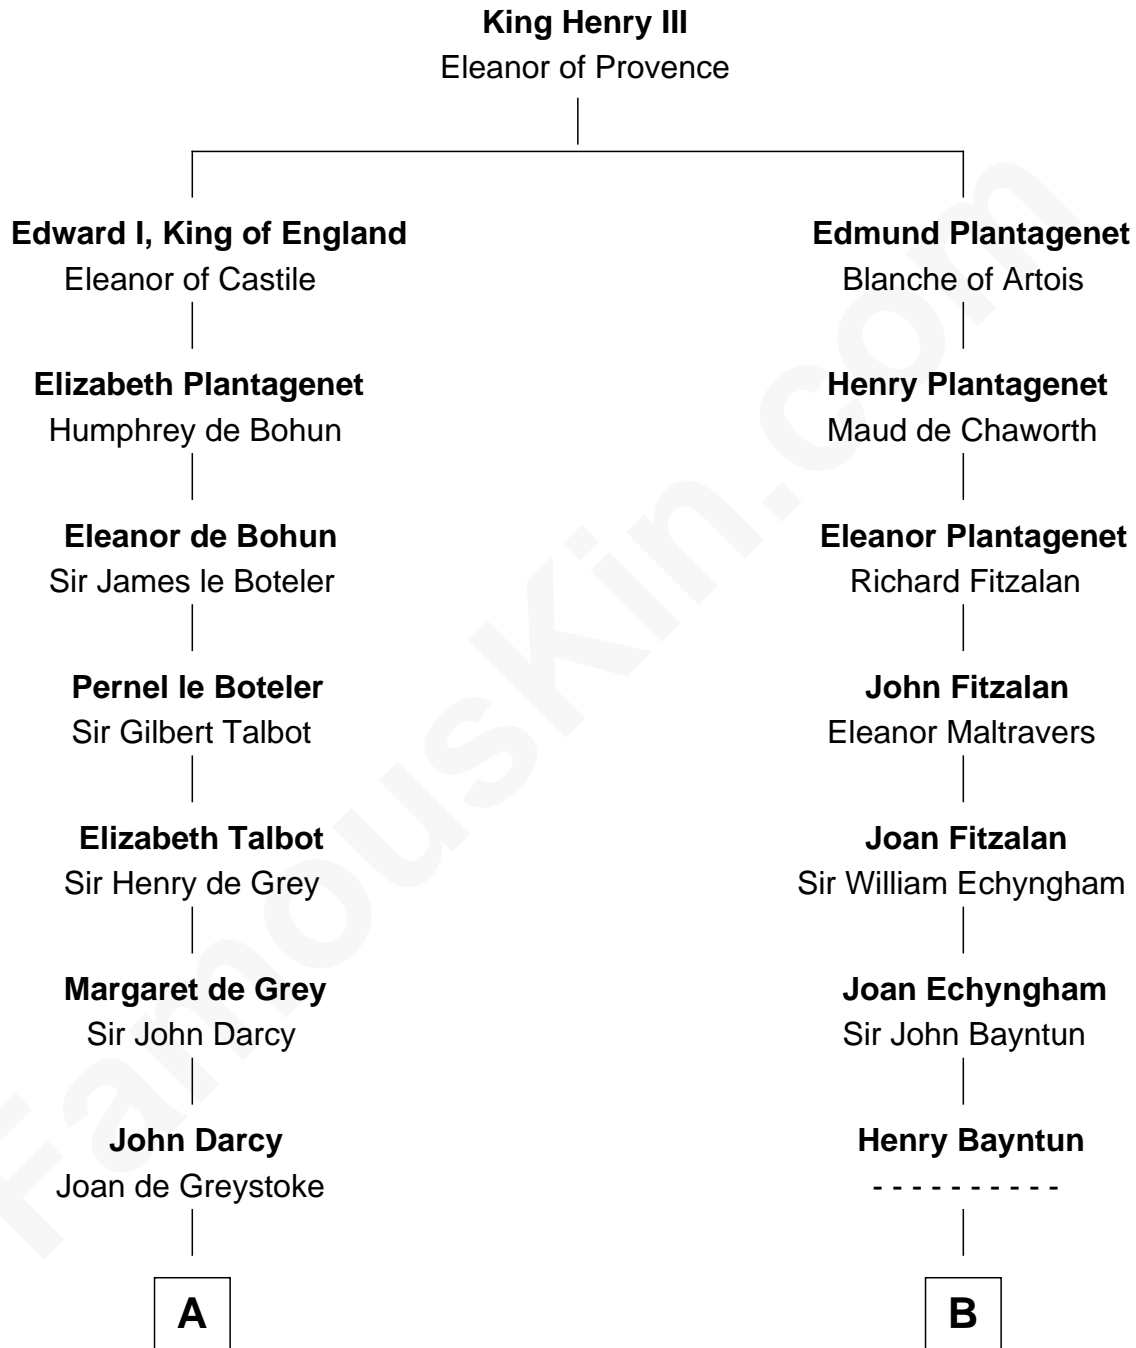 King Henry III
Eleanor of Provence
Edward I, King of England
Eleanor of Castile
Edmund Plantagenet
Blanche of Artois
Elizabeth Plantagenet
Humphrey de Bohun
Henry Plantagenet
Maud de Chaworth
Eleanor de Bohun
Sir James le Boteler
Eleanor Plantagenet
Richard Fitzalan
Pernel le Boteler
Sir Gilbert Talbot
John Fitzalan
Eleanor Maltravers
Elizabeth Talbot
Sir Henry de Grey
Joan Fitzalan
Sir William Echyngham
Margaret de Grey
Sir John Darcy
Joan Echyngham
Sir John Bayntun
John Darcy
Joan de Greystoke
Henry Bayntun
- - - - - - - - - -
A
B
FamousKin.com